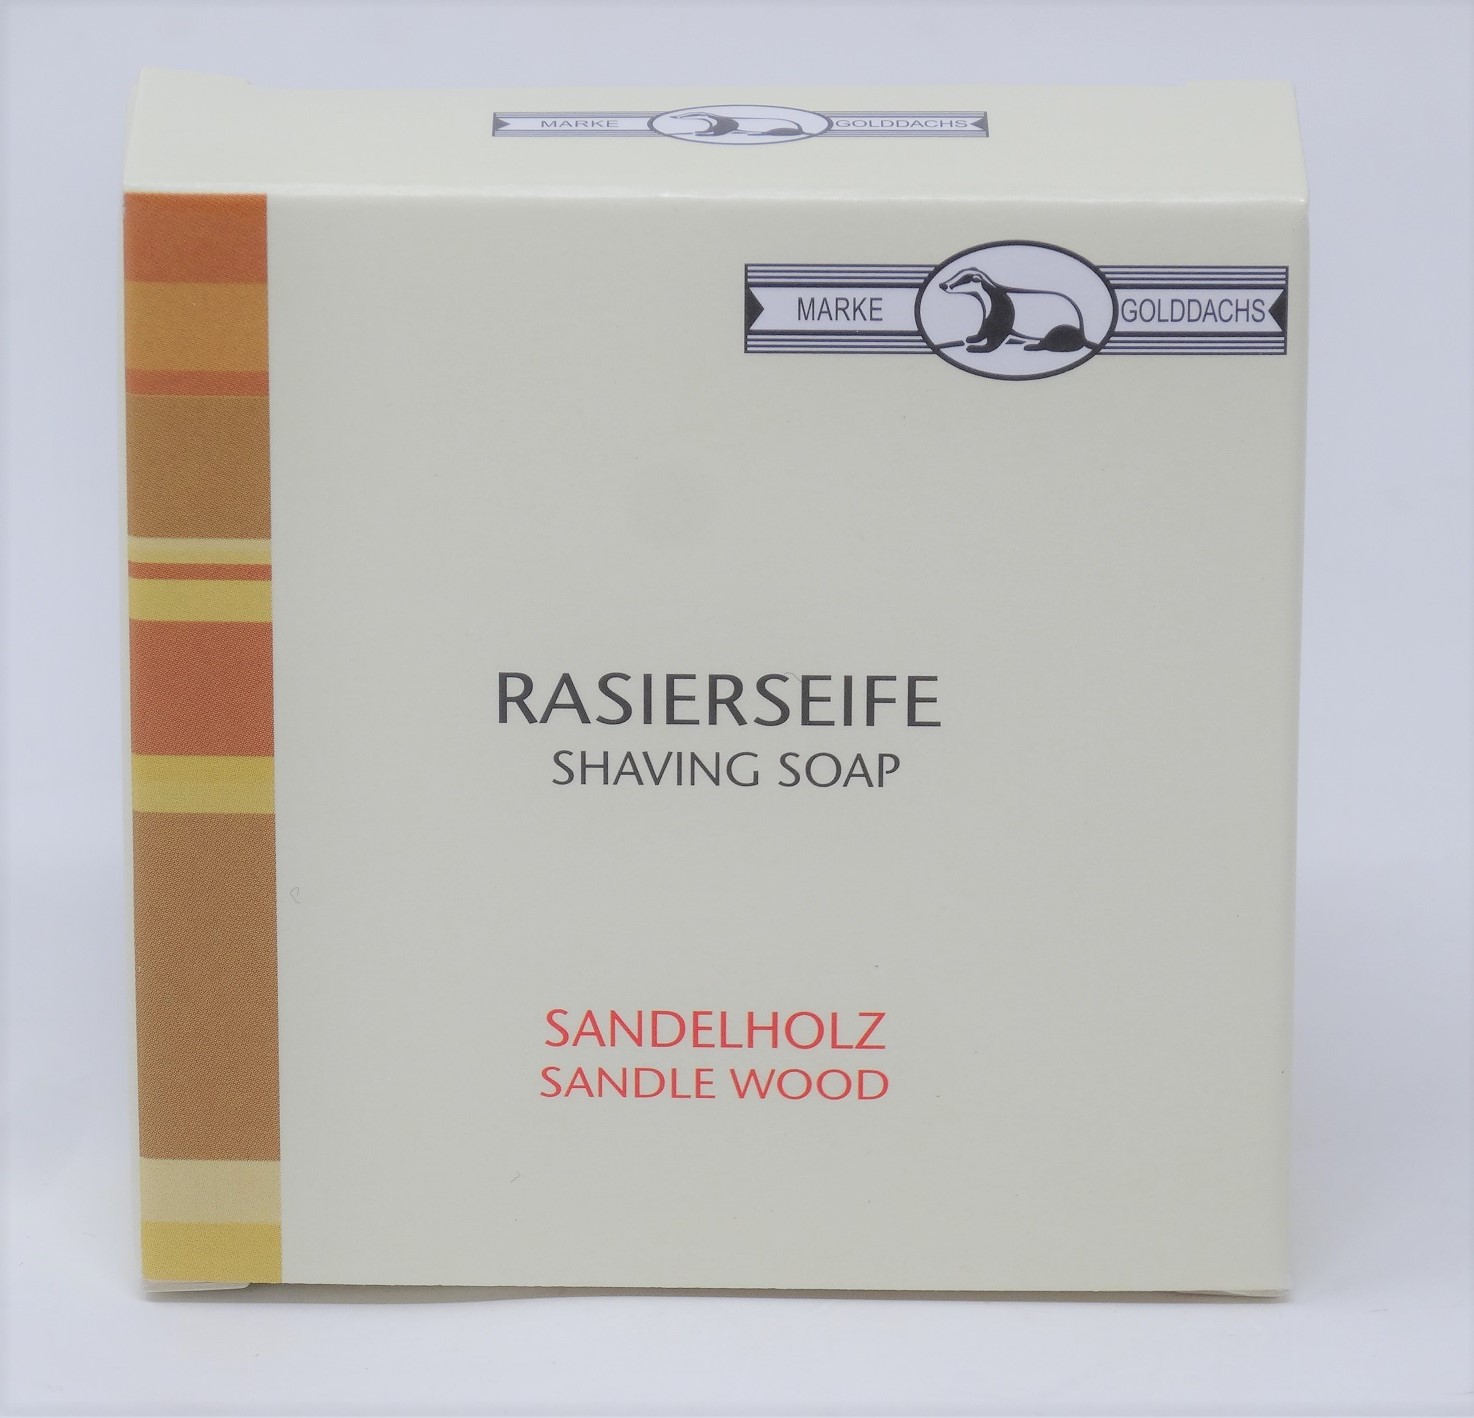 MARKE GOLDDACHS
MARKE GOLDDACHS
RASIERSEIFE
SHAVING SOAP
SANDELHOLZ
SANDLE WOOD